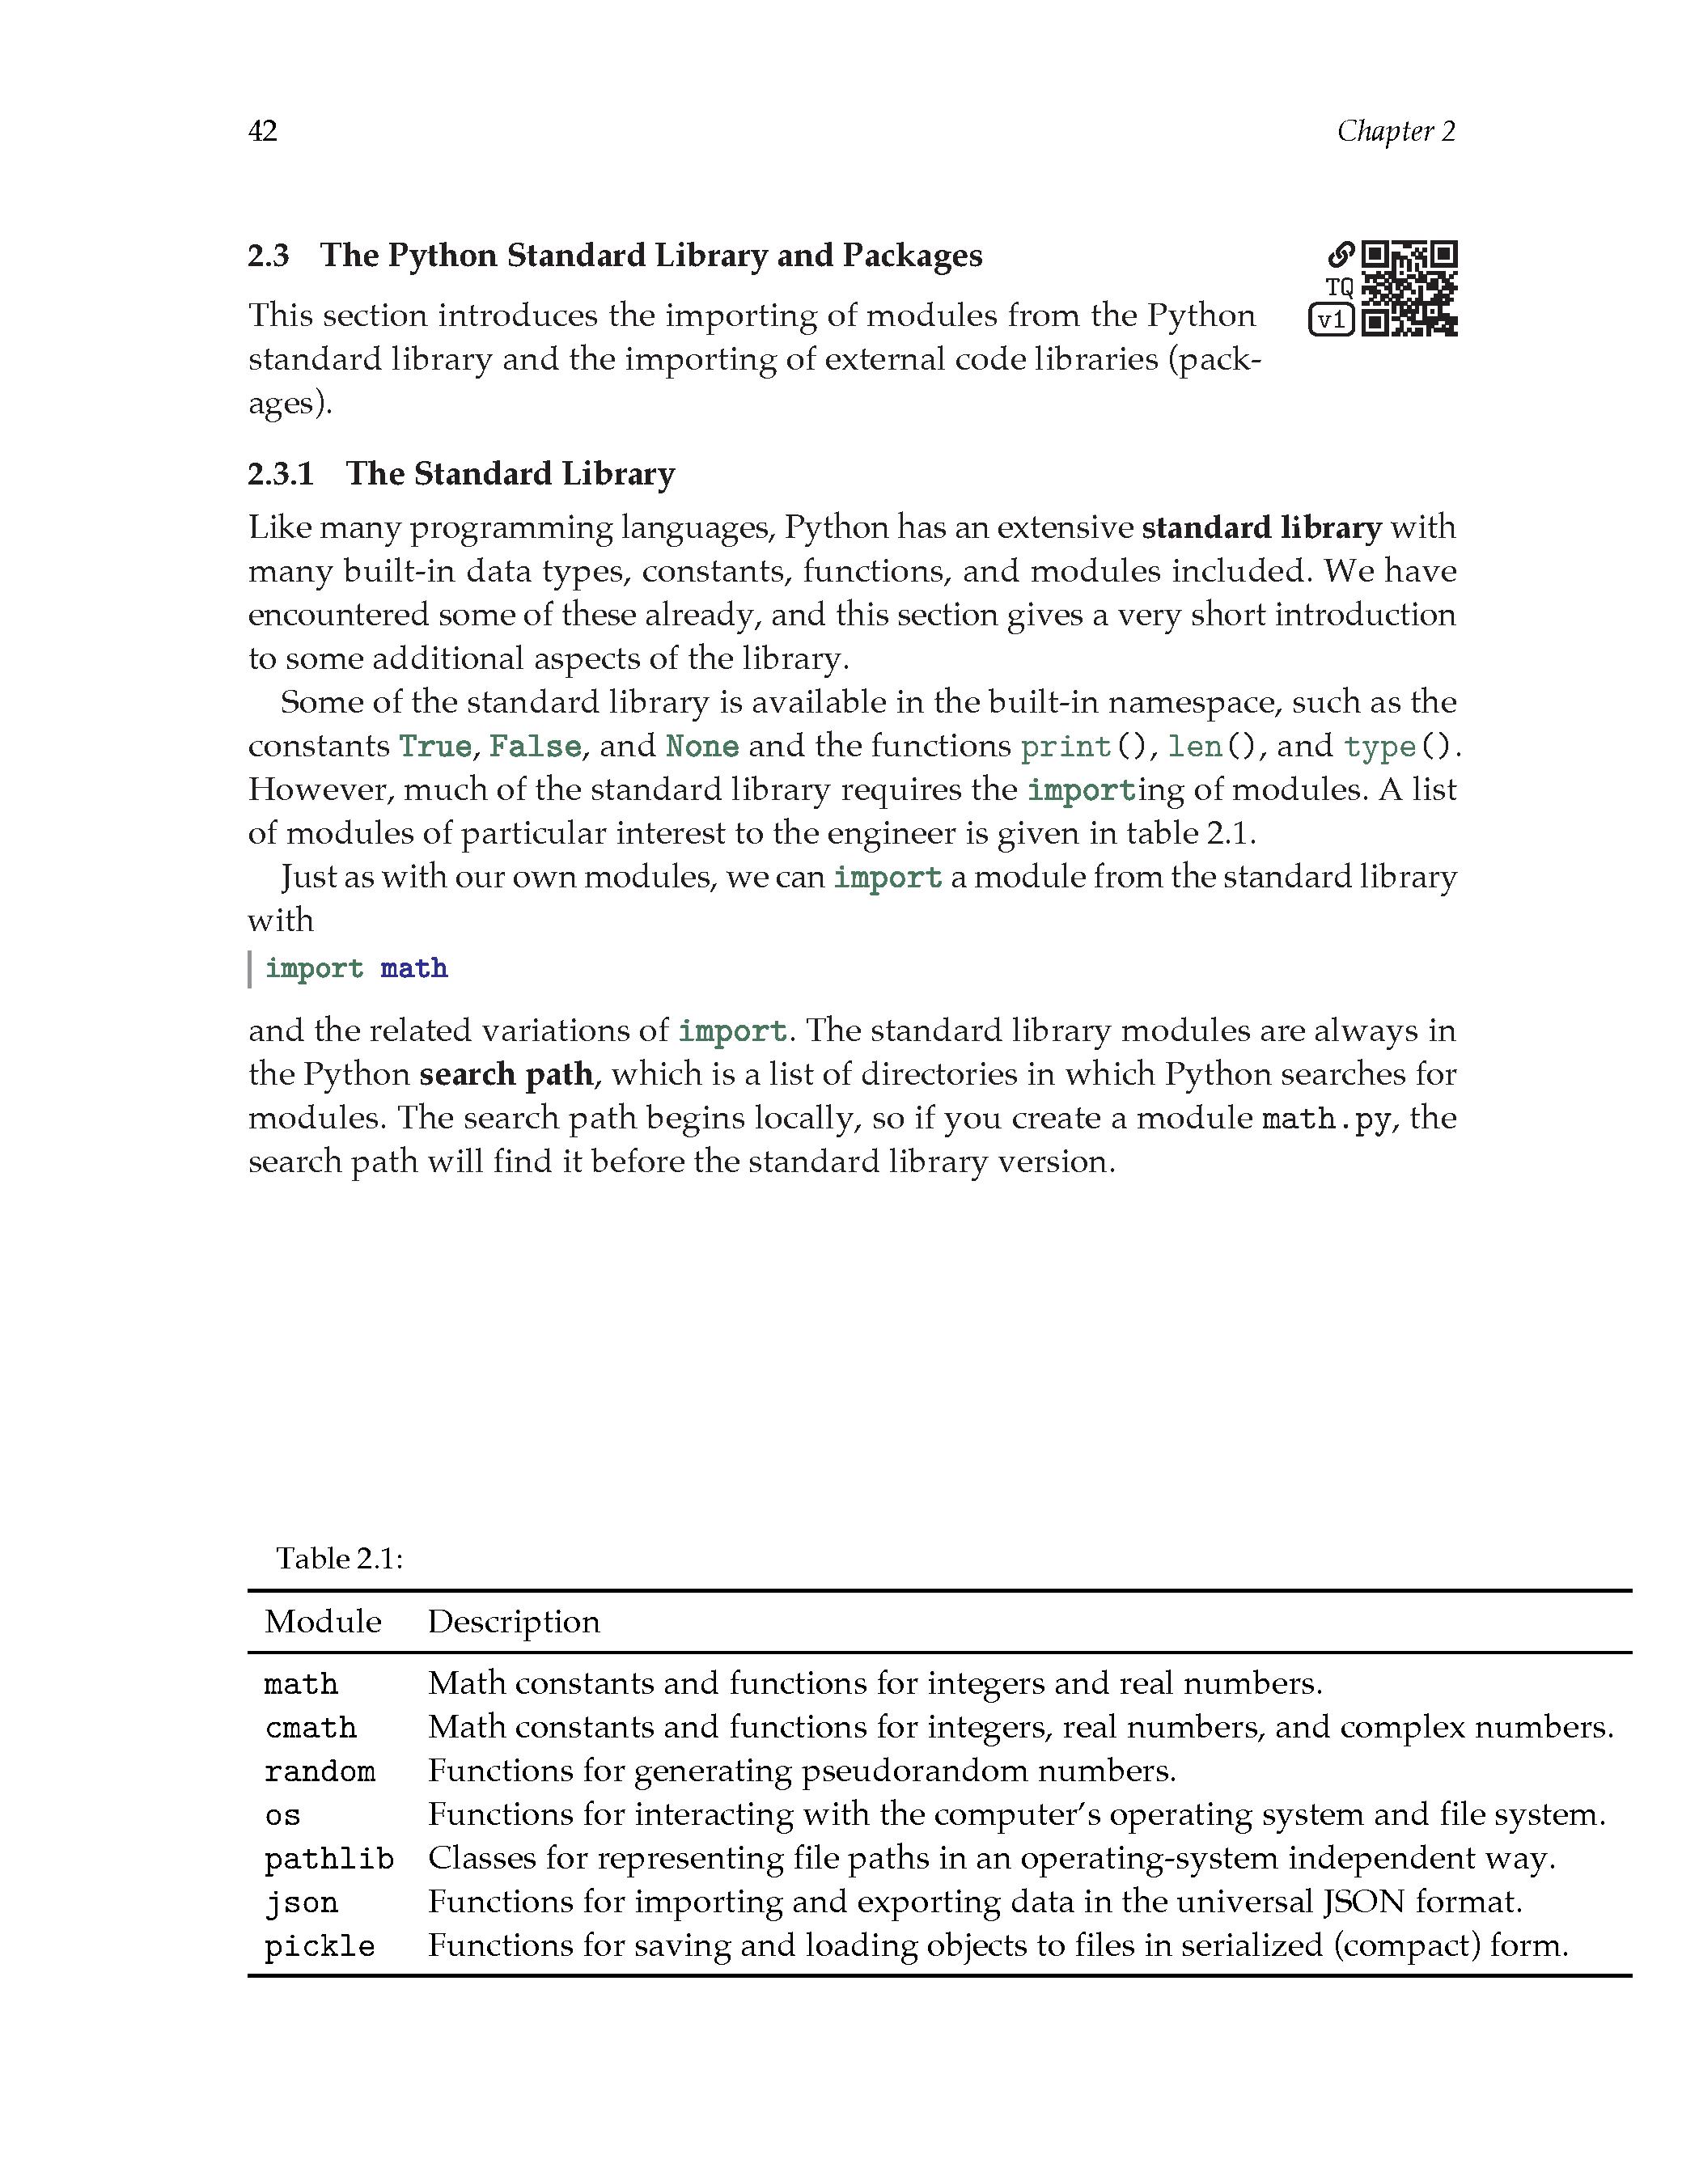 42
Chapter 2
2.3 The Python Standard Library and Packages
TQ
v1
This section introduces the importing of modules from the Python
standard library and the importing of external code libraries (pack-
ages).
2.3.1 The Standard Library
Like many programming languages, Python has an extensive standard library with
many built-in data types, constants, functions, and modules included. We have
encountered some of these already, and this section gives a very short introduction
to some additional aspects of the library.
Some of the standard library is available in the built-in namespace, such as the
constants True, False, and None and the functions print(), len(), and type().
However, much of the standard library requires the importing of modules. A list
of modules of particular interest to the engineer is given in table 2.1.
Just as with our own modules, we can import a module from the standard library
with
import math
and the related variations of import. The standard library modules are always in
the Python search path, which is a list of directories in which Python searches for
modules. The search path begins locally, so if you create a module math.py, the
search path will find it before the standard library version.
Table 2.1:
Module Description
math Math constants and functions for integers and real numbers.
cmath Math constants and functions for integers, real numbers, and complex numbers.
random Functions for generating pseudorandom numbers.
os Functions for interacting with the computer's operating system and file system.
pathlib Classes for representing file paths in an operating-system independent way.
json Functions for importing and exporting data in the universal JSON format.
pickle Functions for saving and loading objects to files in serialized (compact) form.